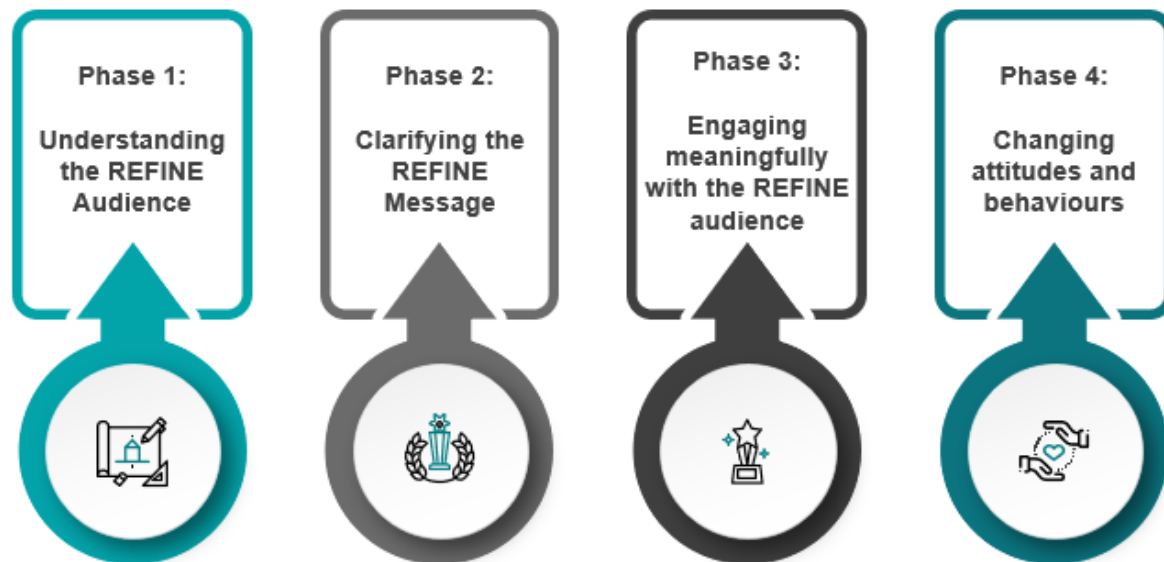 Phase 1:
Understanding
the REFINE
Audience
Phase 2:
Clarifying the
REFINE
Message
Phase 3:
Engaging
meaningfully
with the REFINE
audience
Phase 4:
Changing
attitudes and
behaviours